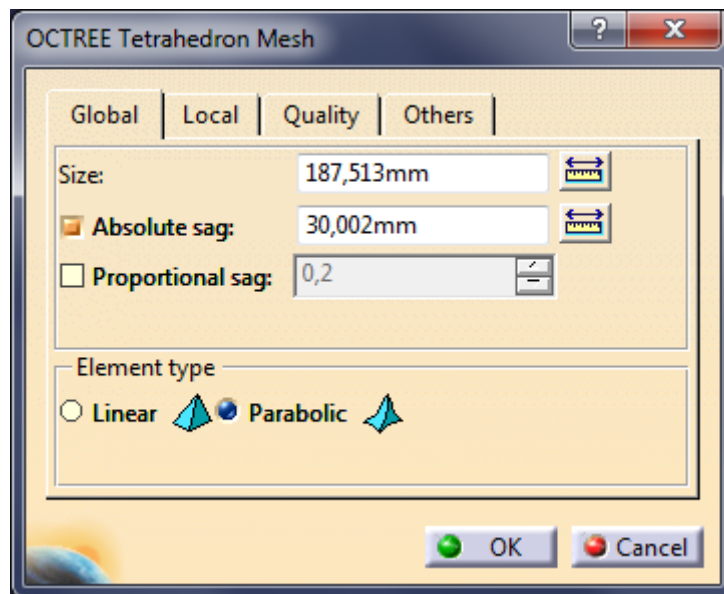 OCTREE Tetrahedron Mesh
?
Global Local Quality Others
Size: 187,513mm
Absolute sag: 30,002mm
Proportional sag: 0,2
Element type
Linear Parabolic
OK Cancel